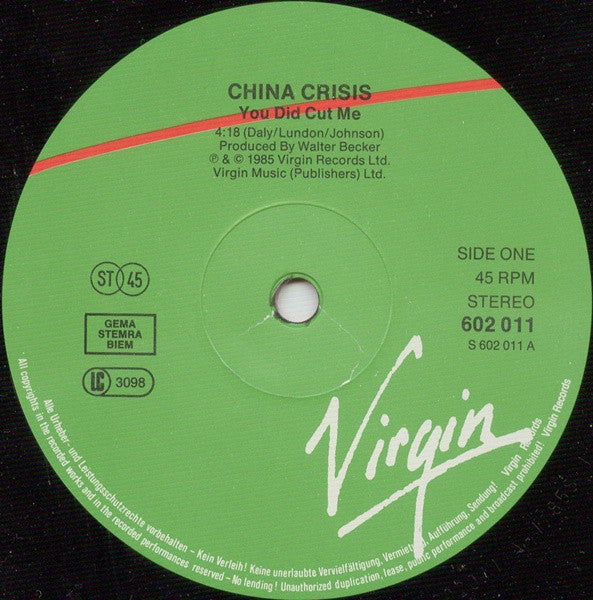 CHINA CRISIS
You Did Cut Me
4:18 (Daly/Lundon/Johnson)
Produced By Walter Becker
℗ & © 1985 Virgin Records Ltd.
Virgin Music (Publishers) Ltd.
ST 45
GEMA
STEMRA
BIEM
LC 3098
SIDE ONE
45 RPM
STEREO
602 011
S 602 011 A
Virgin
Alle Urheber- und Leistungsschutzrechte vorbehalten – Kein Verleih! Keine unerlaubte Vervielfältigung, Vermietung, Aufführung, Sendung! Virgin Records
All copyrights in the recorded works and in the recorded performances reserved – No lending! Unauthorized duplication, lease, public performance and broadcast prohibited! Virgin Records